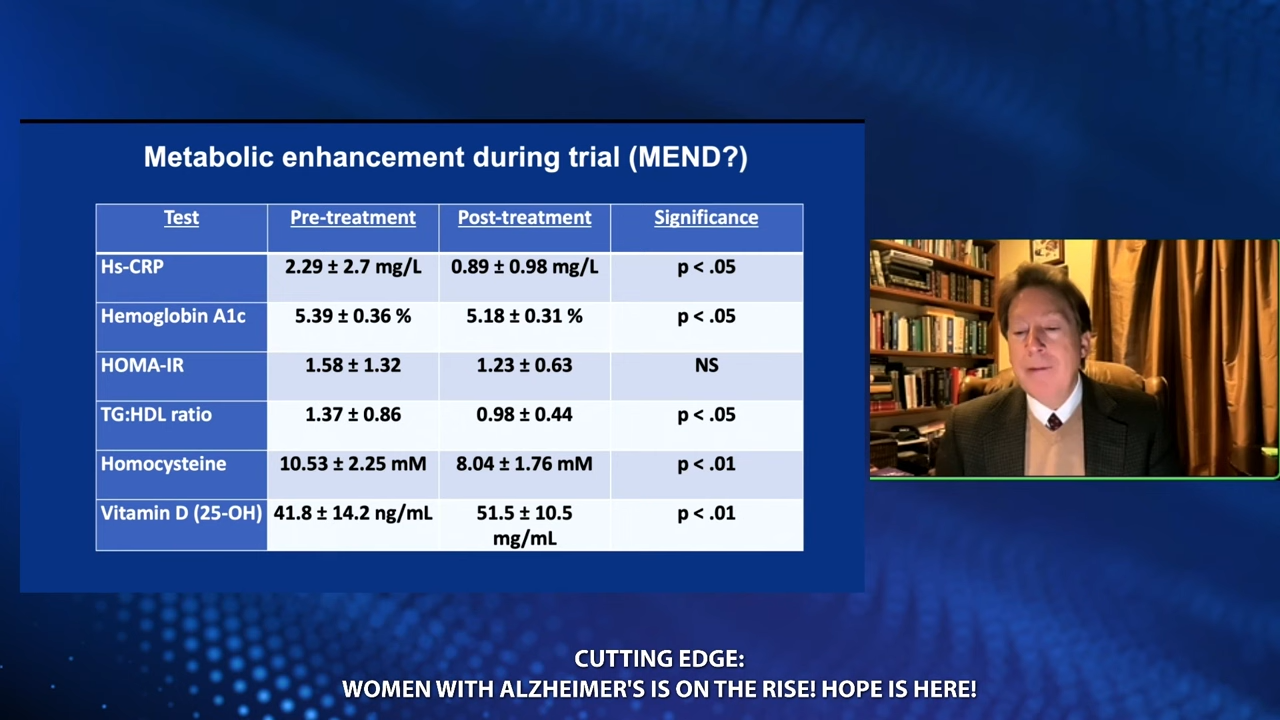 Metabolic enhancement during trial (MEND?)
Test Pre-treatment Post-treatment Significance
Hs-CRP 2.29 ± 2.7 mg/L 0.89 ± 0.98 mg/L p < .05
Hemoglobin A1c 5.39 ± 0.36 % 5.18 ± 0.31 % p < .05
HOMA-IR 1.58 ± 1.32 1.23 ± 0.63 NS
TG:HDL ratio 1.37 ± 0.86 0.98 ± 0.44 p < .05
Homocysteine 10.53 ± 2.25 mM 8.04 ± 1.76 mM p < .01
Vitamin D (25-OH) 41.8 ± 14.2 ng/mL 51.5 ± 10.5 p < .01
mg/mL
CUTTING EDGE:
WOMEN WITH ALZHEIMER'S IS ON THE RISE! HOPE IS HERE!